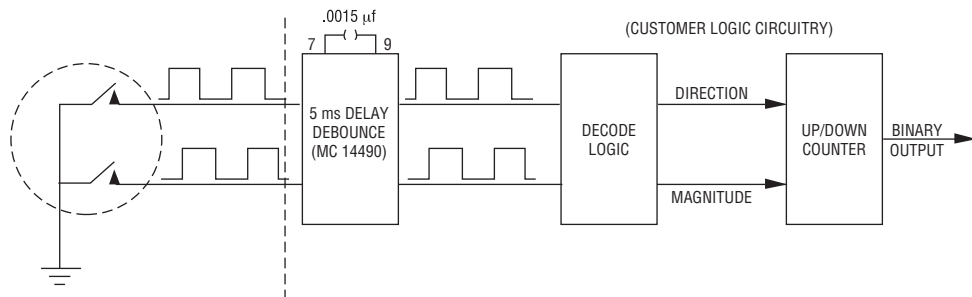 .0015 µf
7 9
(CUSTOMER LOGIC CIRCUITRY)
5 ms DELAY
DEBOUNCE
(MC 14490)
DECODE
LOGIC
DIRECTION
MAGNITUDE
UP/DOWN
COUNTER
BINARY
OUTPUT